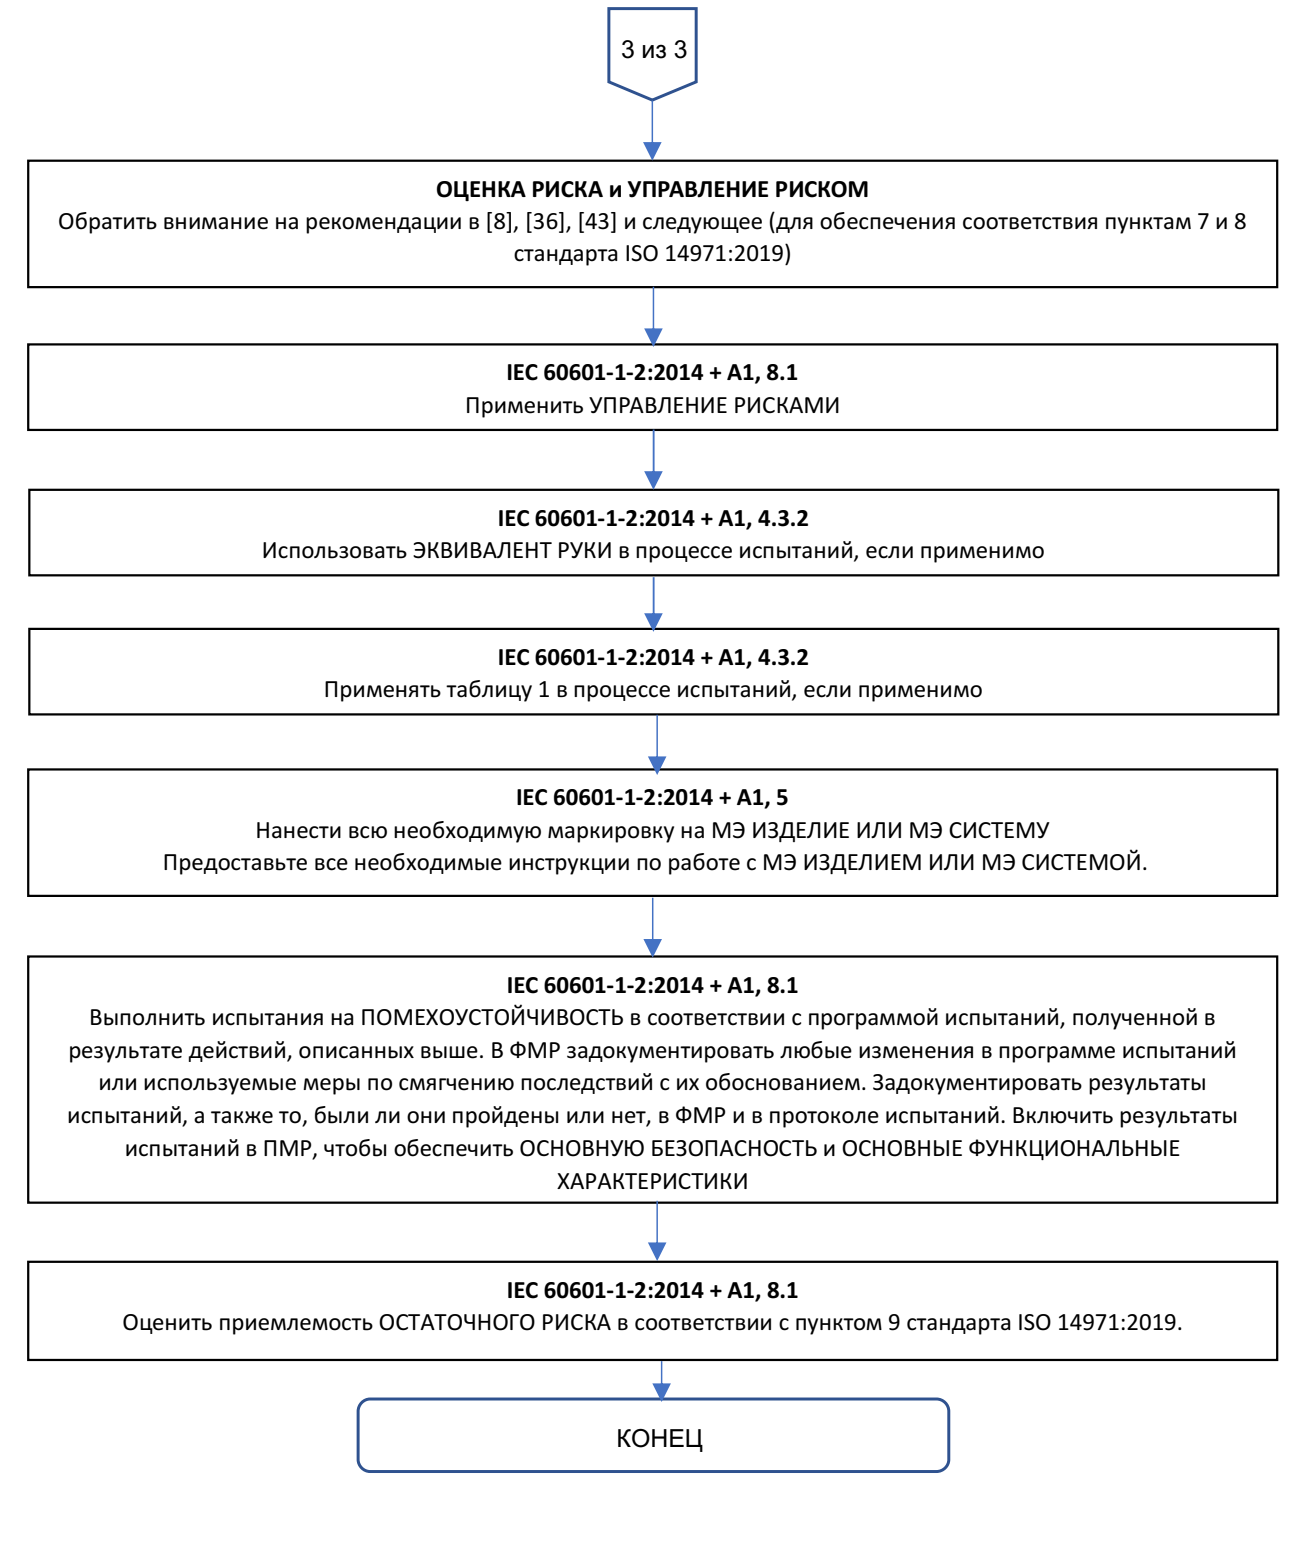 3 из 3
ОЦЕНКА РИСКА и УПРАВЛЕНИЕ РИСКОМ
Обратить внимание на рекомендации в [8], [36], [43] и следующее (для обеспечения соответствия пунктам 7 и 8
стандарта ISO 14971:2019)
IEC 60601-1-2:2014 + A1, 8.1
Применить УПРАВЛЕНИЕ РИСКАМИ
IEC 60601-1-2:2014 + A1, 4.3.2
Использовать ЭКВИВАЛЕНТ РУКИ в процессе испытаний, если применимо
IEC 60601-1-2:2014 + A1, 4.3.2
Применять таблицу 1 в процессе испытаний, если применимо
IEC 60601-1-2:2014 + A1, 5
Нанести всю необходимую маркировку на МЭ ИЗДЕЛИЕ ИЛИ МЭ СИСТЕМУ
Предоставьте все необходимые инструкции по работе с МЭ ИЗДЕЛИЕМ ИЛИ МЭ СИСТЕМОЙ.
IEC 60601-1-2:2014 + A1, 8.1
Выполнить испытания на ПОМЕХОУСТОЙЧИВОСТЬ в соответствии с программой испытаний, полученной в
результате действий, описанных выше. В ФМР задокументировать любые изменения в программе испытаний
или используемые меры по смягчению последствий с их обоснованием. Задокументировать результаты
испытаний, а также то, были ли они пройдены или нет, в ФМР и в протоколе испытаний. Включить результаты
испытаний в ПМР, чтобы обеспечить ОСНОВНУЮ БЕЗОПАСНОСТЬ и ОСНОВНЫЕ ФУНКЦИОНАЛЬНЫЕ
ХАРАКТЕРИСТИКИ
IEC 60601-1-2:2014 + A1, 8.1
Оценить приемлемость ОСТАТОЧНОГО РИСКА в соответствии с пунктом 9 стандарта ISO 14971:2019.
КОНЕЦ